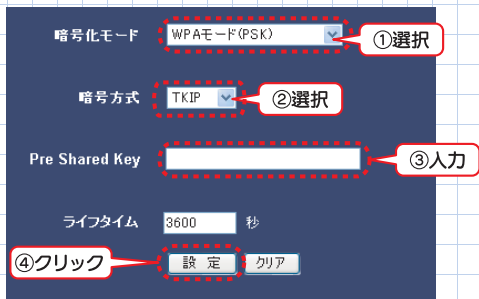 暗号化モード WPAモード(PSK) ①選択
暗号方式 TKIP ②選択
Pre Shared Key ③入力
ライフタイム 3600 秒
④クリック 設 定 クリア